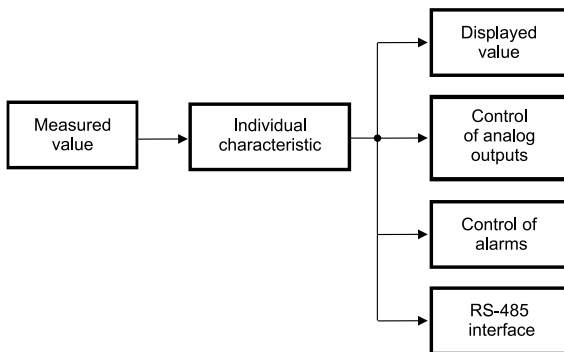 Measured
value
Individual
characteristic
Displayed
value
Control
of analog
outputs
Control of
alarms
RS-485
interface